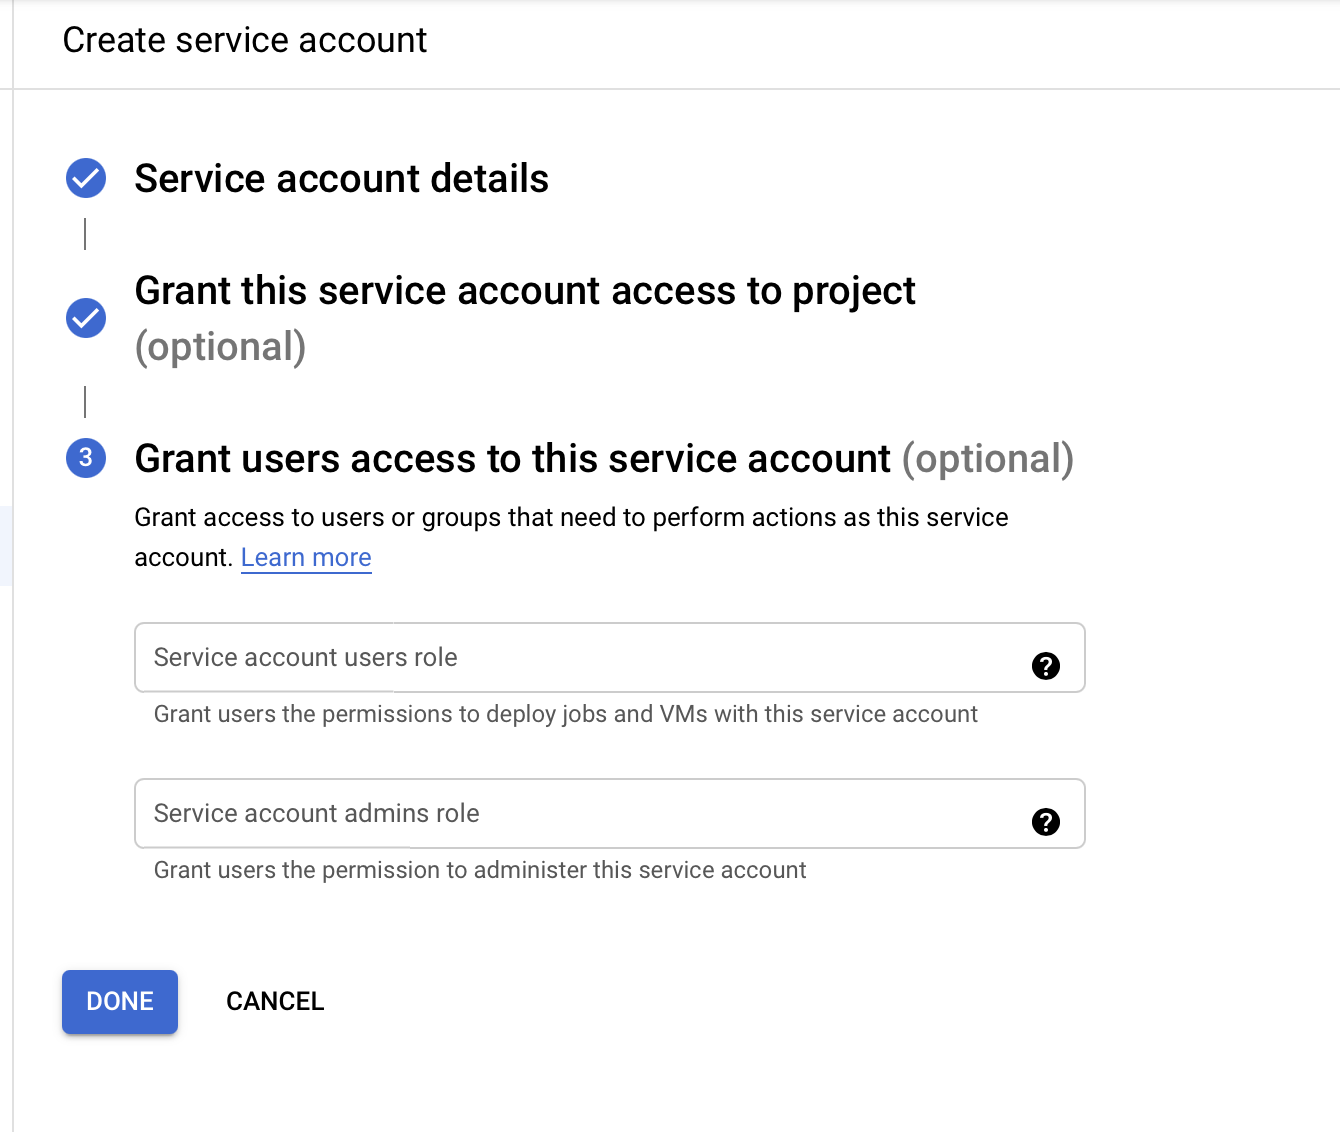 Create service account
Service account details
Grant this service account access to project
(optional)
3 Grant users access to this service account (optional)
Grant access to users or groups that need to perform actions as this service
account. Learn more
Service account users role
?
Grant users the permissions to deploy jobs and VMs with this service account
Service account admins role
?
Grant users the permission to administer this service account
DONE CANCEL